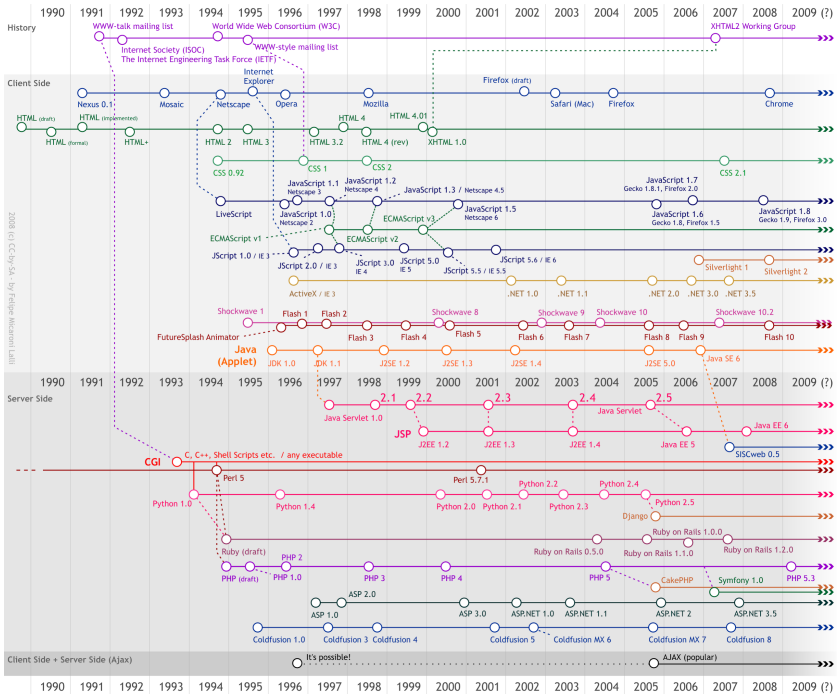 1990 1991 1992 1993 1994 1995 1996 1997 1998 1999 2000 2001 2002 2003 2004 2005 2006 2007 2008 2009 (?)
WWW-talk mailing list
World Wide Web Consortium (W3C)
XHTML2 Working Group
History
Internet Society (ISOC)
WWW-style mailing list
The Internet Engineering Task Force (IETF)
Internet
Explorer
Client Side
Firefox (draft)
Nexus 0.1
Mosaic
Netscape
Opera
Mozilla
Safari (Mac)
Firefox
Chrome
HTML (draft)
HTML (implemented)
HTML 4
HTML 4.01
HTML (formal)
HTML+
HTML 2
HTML 3
HTML 3.2
HTML 4 (rev)
XHTML 1.0
CSS 0.92
CSS 1
CSS 2
CSS 2.1
JavaScript 1.1
Netscape 3
JavaScript 1.2
Netscape 4
JavaScript 1.3 / Netscape 4.5
JavaScript 1.7
Gecko 1.8.1, Firefox 2.0
LiveScript
JavaScript 1.0
Netscape 2
JavaScript 1.5
Netscape 6
JavaScript 1.6
Gecko 1.8, Firefox 1.5
JavaScript 1.8
Gecko 1.9, Firefox 3.0
ECMAScript v1
ECMAScript v2
ECMAScript v3
JScript 1.0 / IE 3
JScript 2.0 / IE 3
JScript 3.0
IE 4
JScript 5.0
IE 5
JScript 5.5 / IE 5.5
JScript 5.6 / IE 6
Silverlight 1
Silverlight 2
ActiveX / IE 3
.NET 1.0
.NET 1.1
.NET 2.0
.NET 3.0
.NET 3.5
Shockwave 1
Shockwave 8
Shockwave 9
Shockwave 10
Shockwave 10.2
Flash 1
Flash 2
FutureSplash Animator
Flash 3
Flash 4
Flash 5
Flash 6
Flash 7
Flash 8
Flash 9
Flash 10
Java
(Applet)
JDK 1.0
JDK 1.1
J2SE 1.2
J2SE 1.3
J2SE 1.4
J2SE 5.0
Java SE 6
2008 (c) CC-by-SA. by Felipe Micaroni Lalli
1990 1991 1992 1993 1994 1995 1996 1997 1998 1999 2000 2001 2002 2003 2004 2005 2006 2007 2008 2009 (?)
Server Side
2.1
2.2
2.3
2.4
2.5
Java Servlet 1.0
Java Servlet
JSP
J2EE 1.2
J2EE 1.3
J2EE 1.4
Java EE 5
Java EE 6
SISCweb 0.5
CGI
C, C++, Shell Scripts etc. / any executable
Perl 5
Perl 5.7.1
Python 1.0
Python 1.4
Python 2.0
Python 2.1
Python 2.2
Python 2.3
Python 2.4
Python 2.5
Django
Ruby (draft)
Ruby on Rails 0.5.0
Ruby on Rails 1.0.0
Ruby on Rails 1.1.0
Ruby on Rails 1.2.0
PHP 2
PHP (draft)
PHP 1.0
PHP 3
PHP 4
PHP 5
PHP 5.3
CakePHP
Symfony 1.0
ASP 2.0
ASP 1.0
ASP 3.0
ASP.NET 1.0
ASP.NET 1.1
ASP.NET 2
ASP.NET 3.5
Coldfusion 1.0
Coldfusion 3
Coldfusion 4
Coldfusion 5
Coldfusion MX 6
Coldfusion MX 7
Coldfusion 8
Client Side + Server Side (Ajax)
It's possible!
AJAX (popular)
1990 1991 1992 1993 1994 1995 1996 1997 1998 1999 2000 2001 2002 2003 2004 2005 2006 2007 2008 2009 (?)